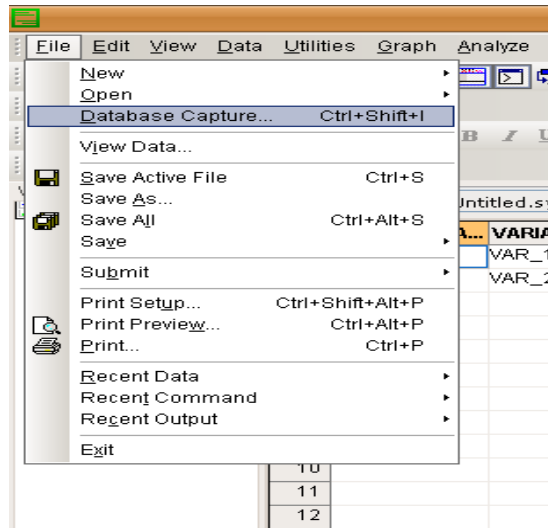 File Edit View Data Utilities Graph Analyze
New
Open
Database Capture... Ctrl+Shift+I
View Data...
B I U
Save Active File Ctrl+S
Save As...
Untitled.s
Save All Ctrl+Alt+S
A... VARIA
Save
VAR_1
Submit
VAR_2
Print Setup... Ctrl+Shift+Alt+P
Print Preview... Ctrl+Alt+P
Print... Ctrl+P
Recent Data
Recent Command
Recent Output
Exit
10
11
12